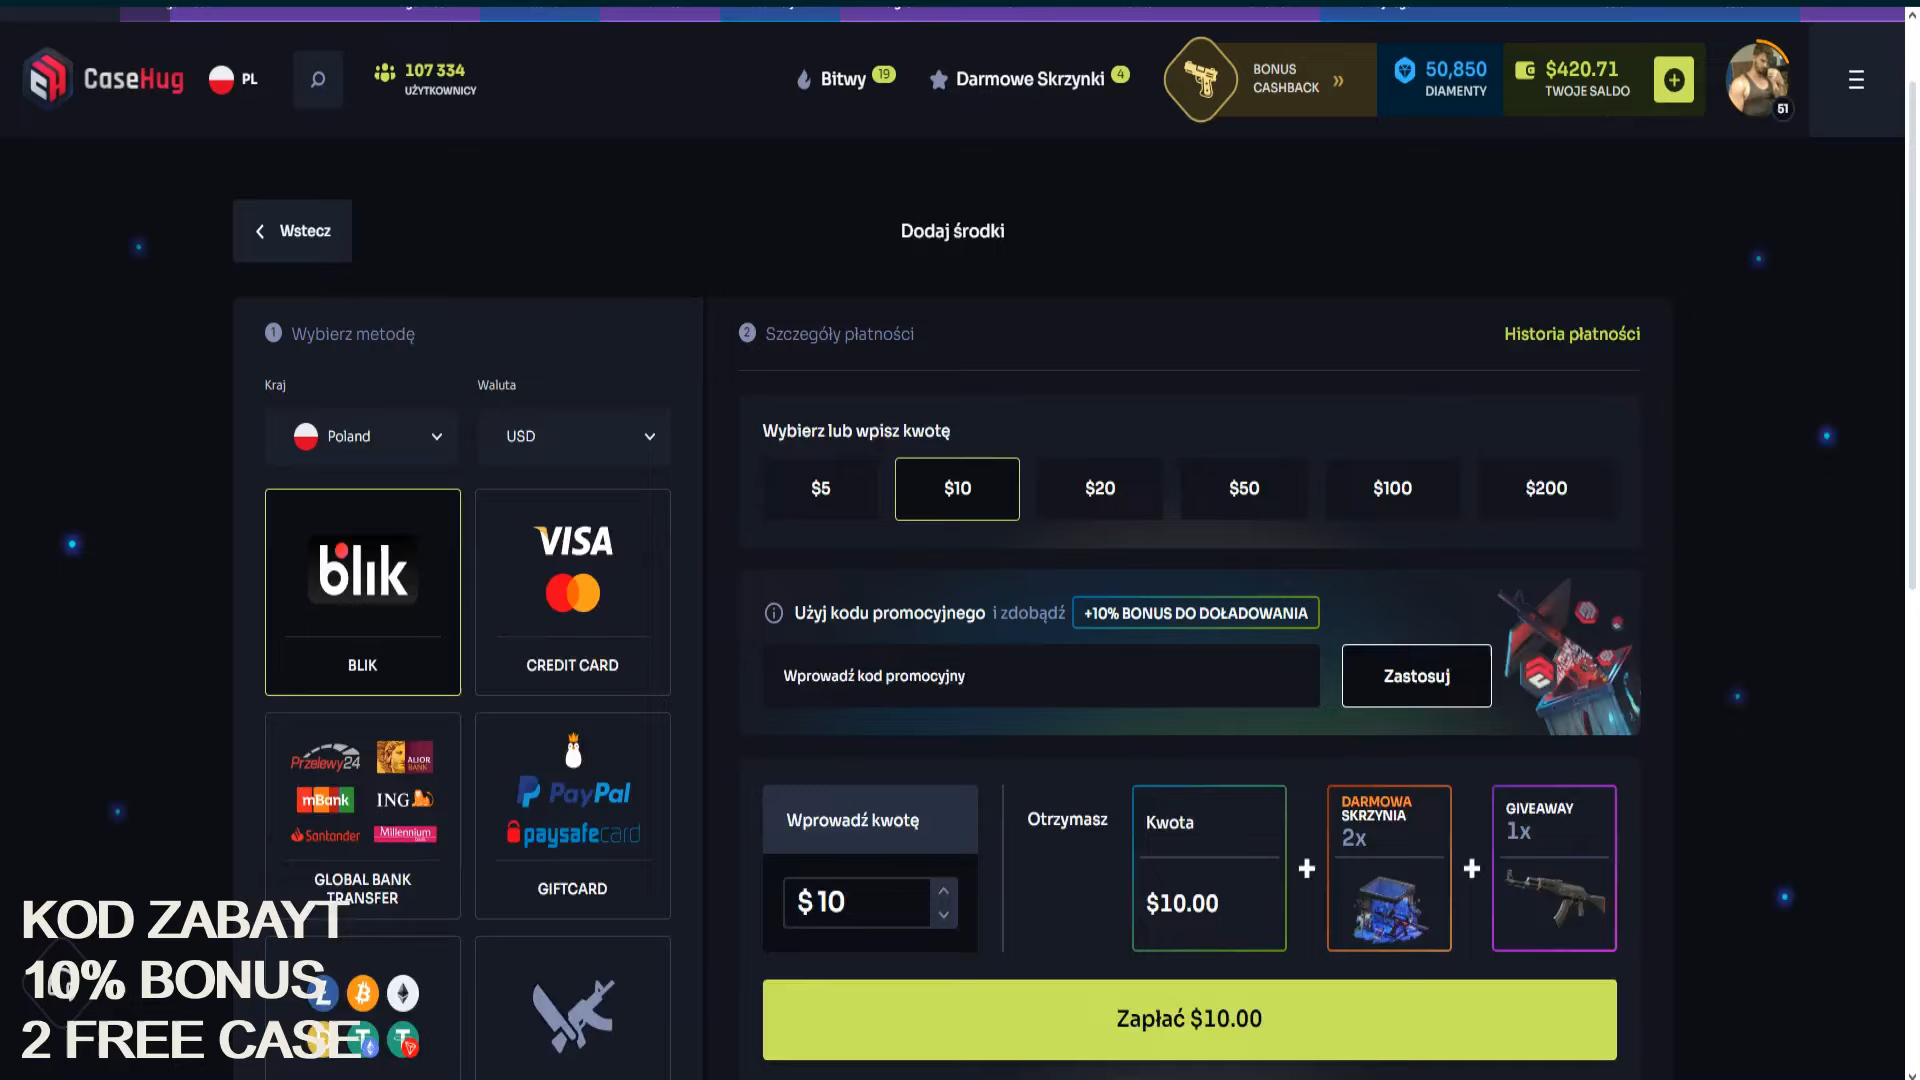 CaseHug
PL
107 334
UŻYTKOWNICY
Bitwy 19
Darmowe Skrzynki 4
BONUS
CASHBACK
50,850
DIAMENTY
$420.71
TWOJE SALDO
51
Wstecz
Dodaj środki
1 Wybierz metodę
2 Szczegóły płatności
Historia płatności
Kraj
Waluta
Poland
USD
Wybierz lub wpisz kwotę
$5
$10
$20
$50
$100
$200
blik
BLIK
VISA
CREDIT CARD
Użyj kodu promocyjnego i zdobądź +10% BONUS DO DOŁADOWANIA
Wprowadź kod promocyjny
Zastosuj
Przelewy24
ALIOR
BANK
mBank
ING
Santander
Millennium
GLOBAL BANK
TRANSFER
PayPal
paysafecard
GIFTCARD
Wprowadź kwotę
$ 10
Otrzymasz
Kwota
$10.00
DARMOWA
SKRZYNIA
2x
GIVEAWAY
1x
Zapłać $10.00
KOD ZABAYT
10% BONUS
2 FREE CASE